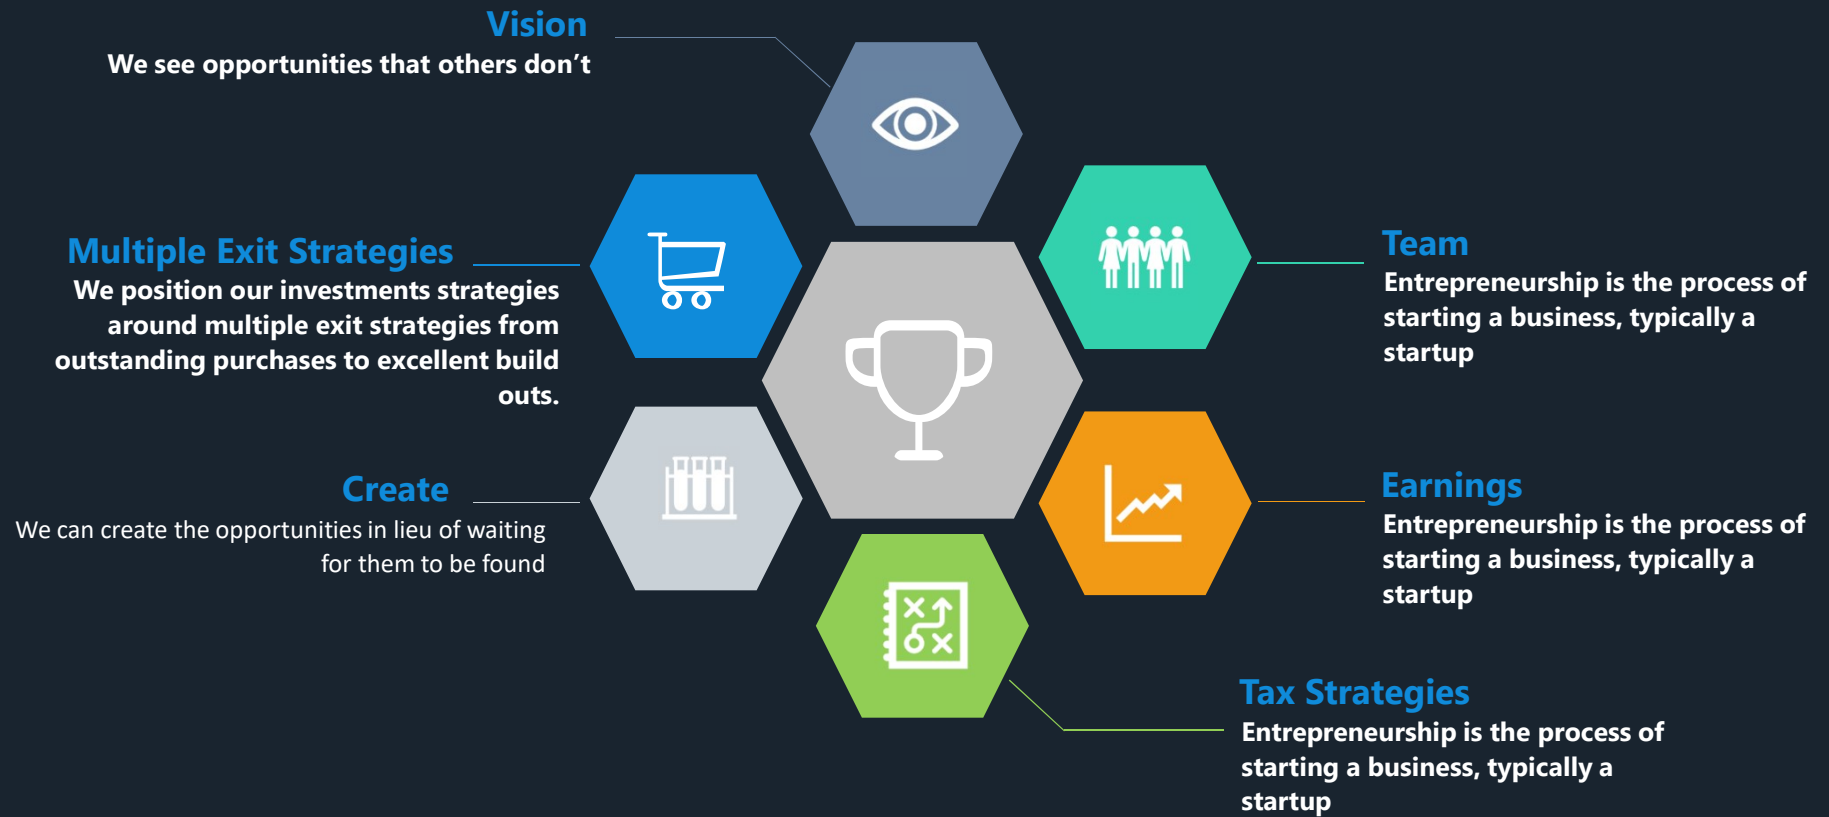 Vision
We see opportunities that others don’t
Multiple Exit Strategies
We position our investments strategies
around multiple exit strategies from
outstanding purchases to excellent build
outs.
Create
We can create the opportunities in lieu of waiting
for them to be found
Team
Entrepreneurship is the process of
starting a business, typically a
startup
Earnings
Entrepreneurship is the process of
starting a business, typically a
startup
Tax Strategies
Entrepreneurship is the process of
starting a business, typically a
startup